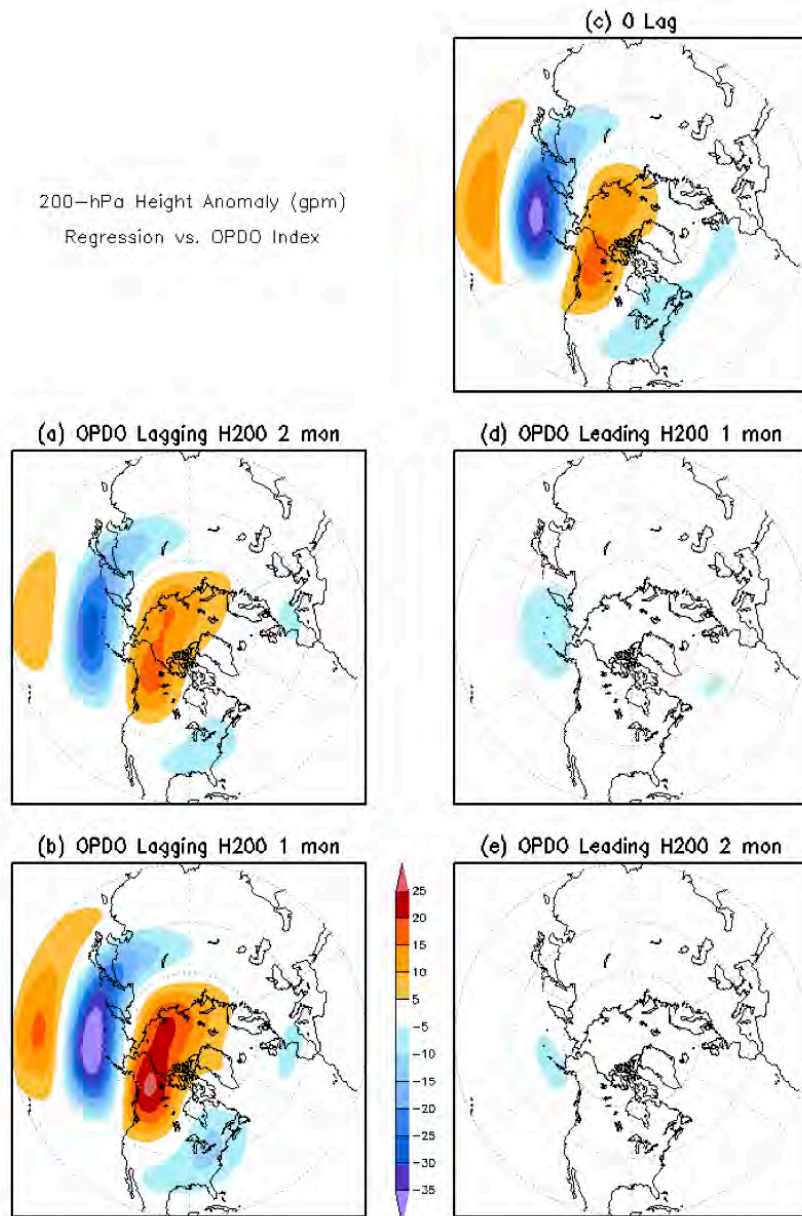 (c) 0 Lag
200-hPa Height Anomaly (gpm)
Regression vs. OPDO Index
(a) OPDO Lagging H200 2 mon
(d) OPDO Leading H200 1 mon
(b) OPDO Lagging H200 1 mon
(e) OPDO Leading H200 2 mon
25
20
15
10
5
-5
-10
-15
-20
-25
-30
-35